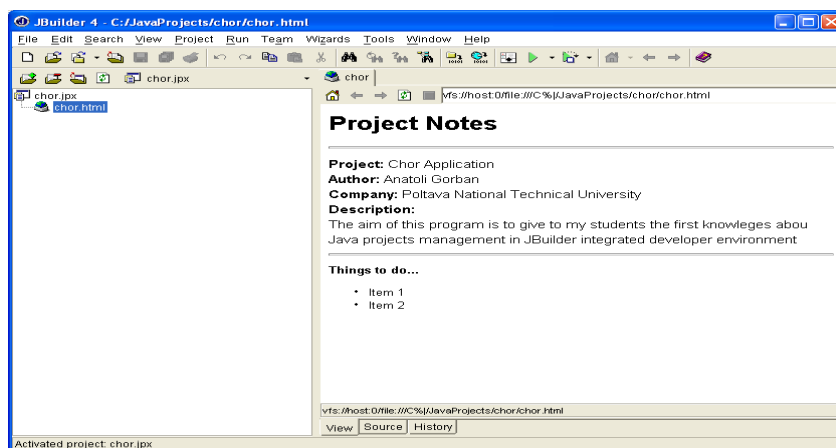 JBuilder 4 - C:/JavaProjects/chor/chor.html
File Edit Search View Project Run Team Wizards Tools Window Help
chor.jpx
chor
chor.jpx
chor.html
vfs://host:0/file:///C%|/JavaProjects/chor/chor.html
Project Notes
Project: Chor Application
Author: Anatoli Gorban
Company: Poltava National Technical University
Description:
The aim of this program is to give to my students the first knowleges abou
Java projects management in JBuilder integrated developer environment
Things to do...
• Item 1
• Item 2
vfs://host:0/file:///C%|/JavaProjects/chor/chor.html
View Source History
Activated project: chor.jpx